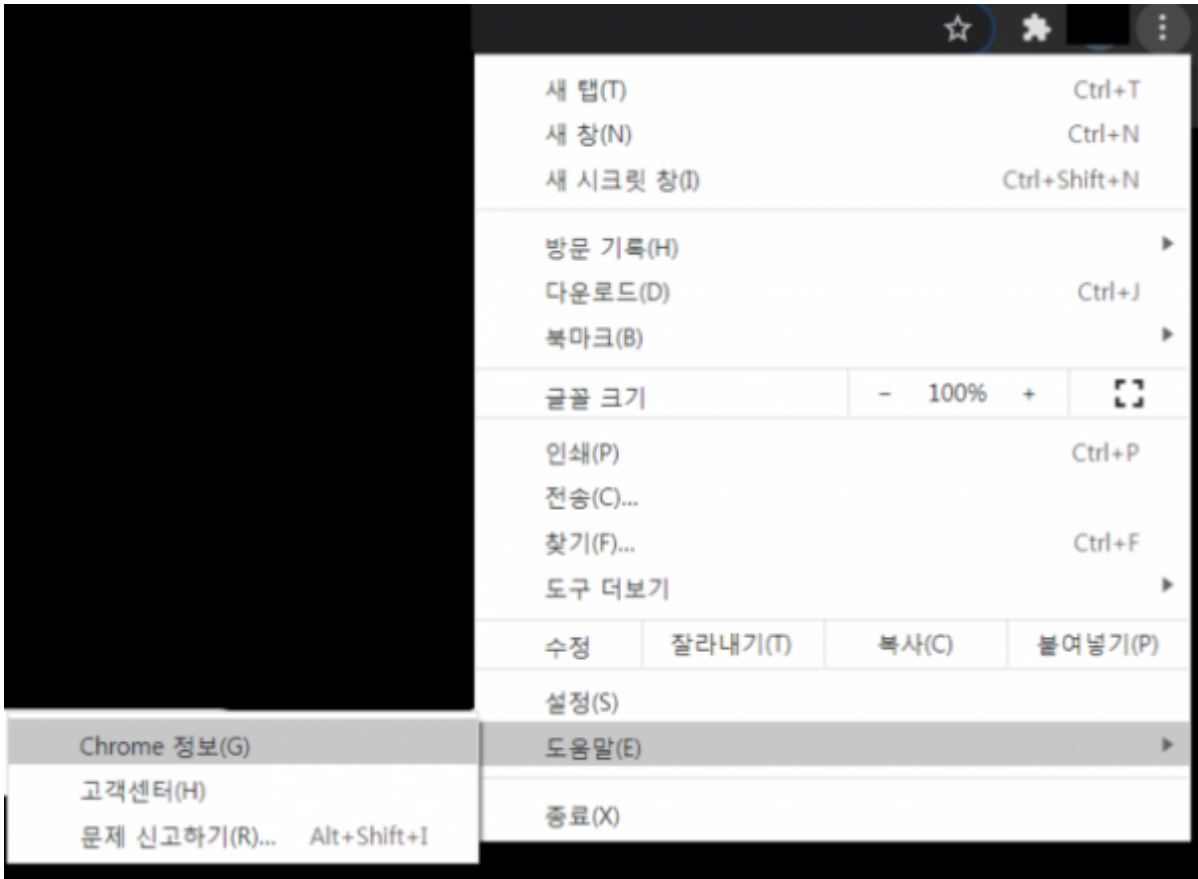 새 탭(T) Ctrl+T
새 창(N) Ctrl+N
새 시크릿 창(I) Ctrl+Shift+N
방문 기록(H)
다운로드(D) Ctrl+J
북마크(B)
글꼴 크기 - 100% +
인쇄(P) Ctrl+P
전송(C)...
찾기(F)... Ctrl+F
도구 더보기
수정 잘라내기(T) 복사(C) 붙여넣기(P)
설정(S)
도움말(E)
종료(X)
Chrome 정보(G)
고객센터(H)
문제 신고하기(R)... Alt+Shift+I